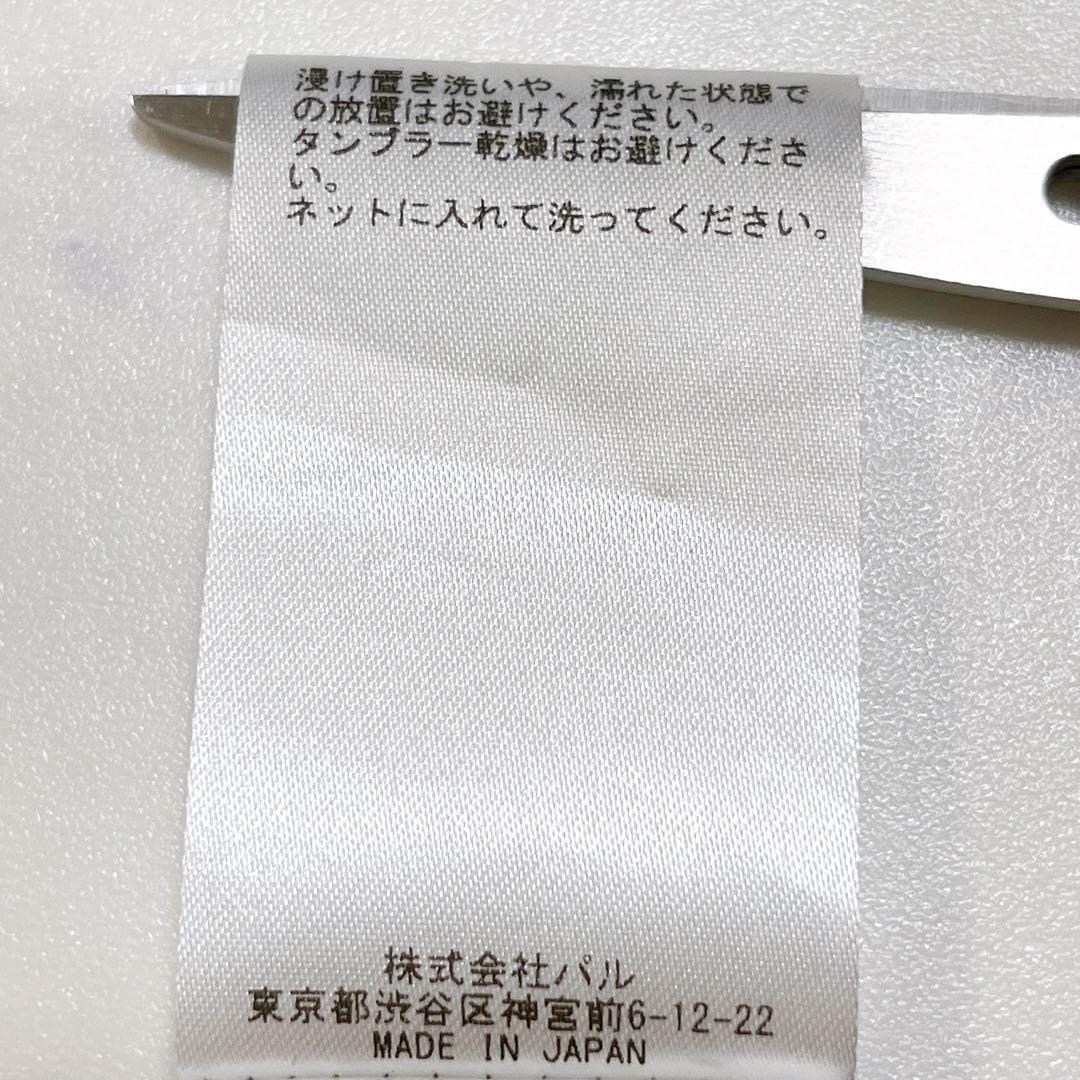 浸け置き洗いや、濡れた状態で
の放置はお避けください。
タンブラー乾燥はお避けくださ
い。
ネットに入れて洗ってください。
株式会社パル
東京都渋谷区神宮前6-12-22
MADE IN JAPAN